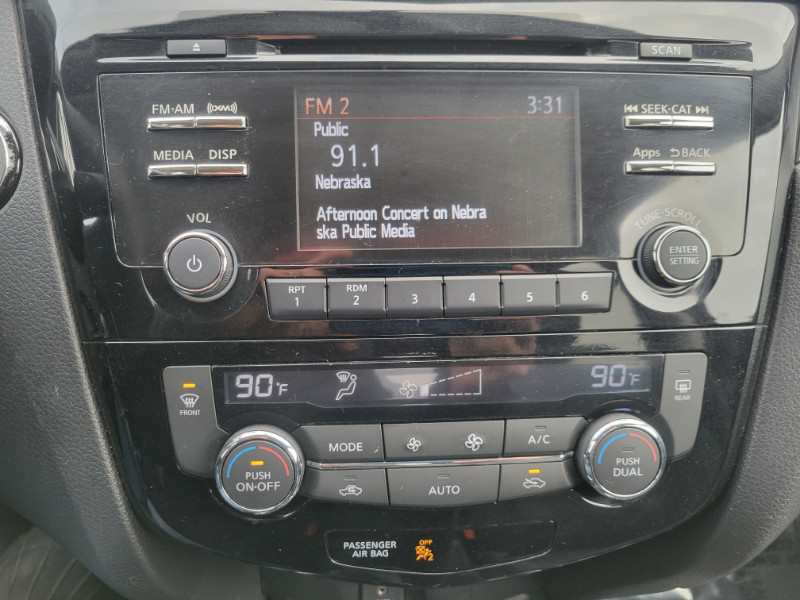 SCAN
FM·AM
((XM))
SEEK·CAT
MEDIA DISP
Apps BACK
FM 2 3:31
Public
91.1
Nebraska
Afternoon Concert on Nebra
ska Public Media
VOL
TUNE·SCROLL
ENTER
SETTING
RPT
1
RDM
2
3
4
5
6
90°F
90°F
FRONT
REAR
MODE
A/C
PUSH
ON·OFF
AUTO
PUSH
DUAL
PASSENGER
AIR BAG
OFF
2